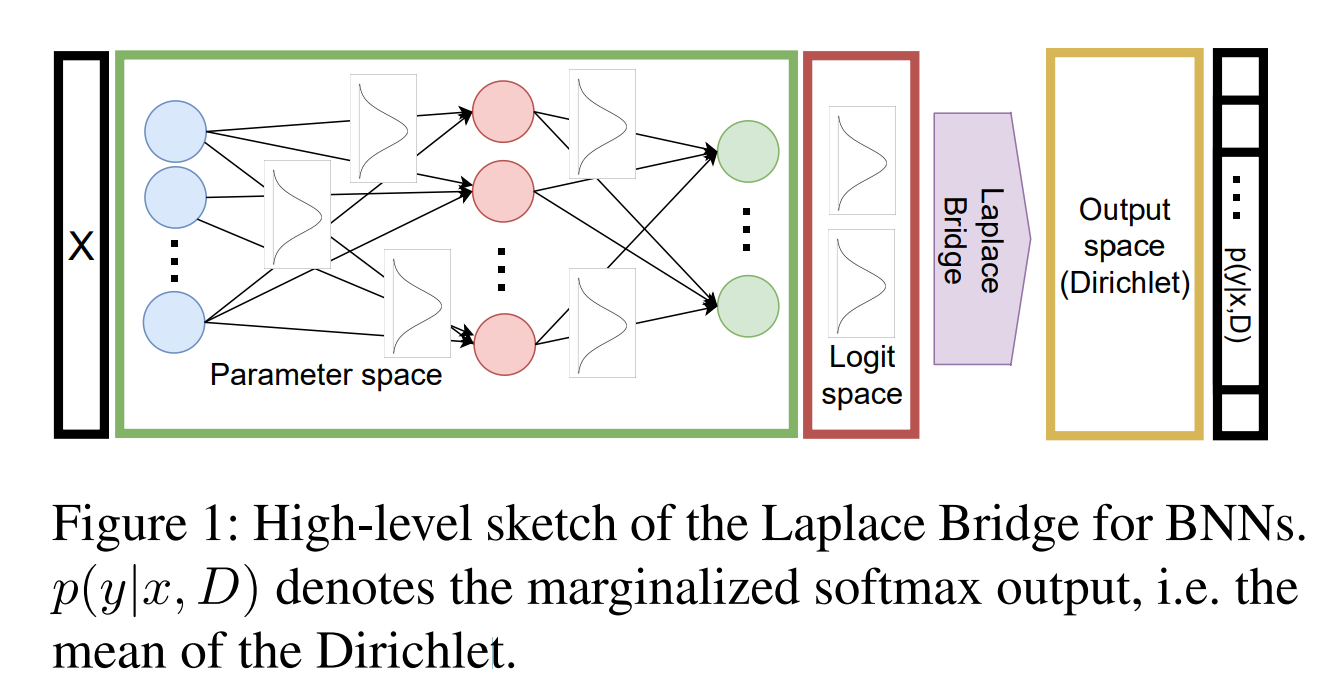 X
Parameter space
Logit
space
Laplace
Bridge
Output
space
(Dirichlet)
p(y|x,D)
Figure 1: High-level sketch of the Laplace Bridge for BNNs.
p(y|x, D) denotes the marginalized softmax output, i.e. the
mean of the Dirichlet.